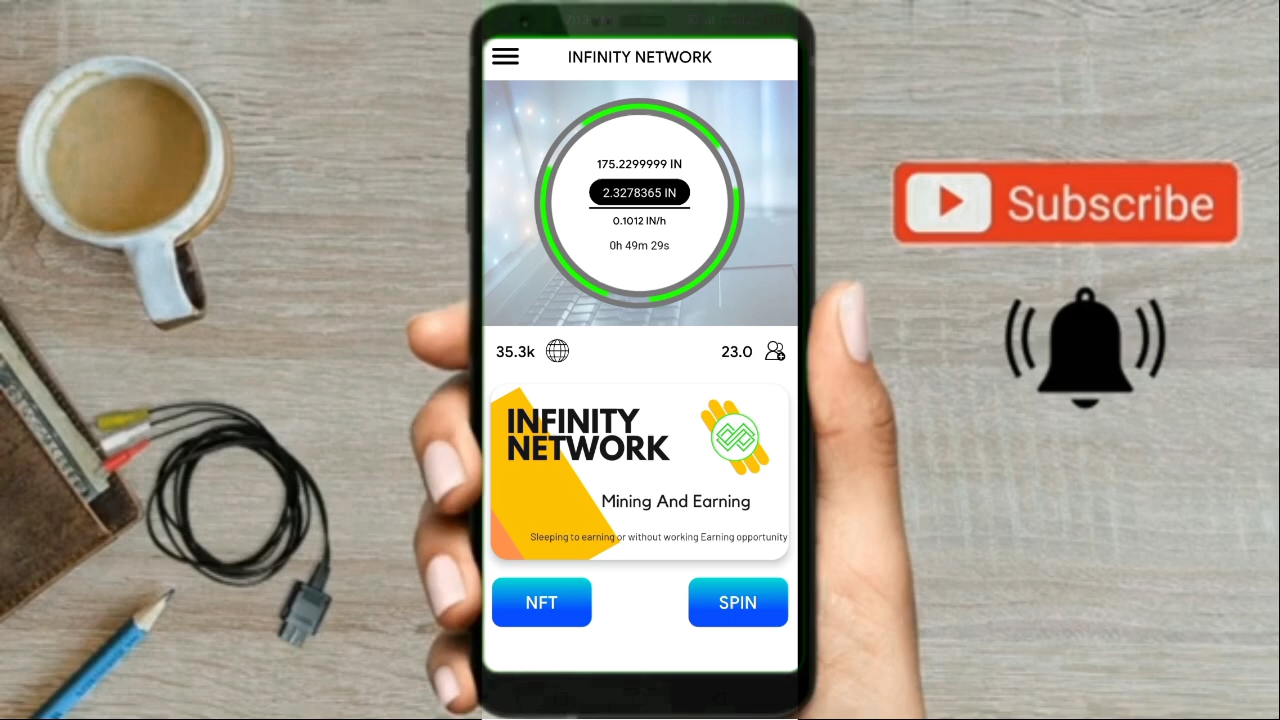 INFINITY NETWORK
175.2299999 IN
2.3278365 IN
0.1012 IN/h
0h 49m 29s
35.3k
23.0
INFINITY
NETWORK
Mining And Earning
Sleeping to earning or without working Earning opportunity
NFT
SPIN
Subscribe